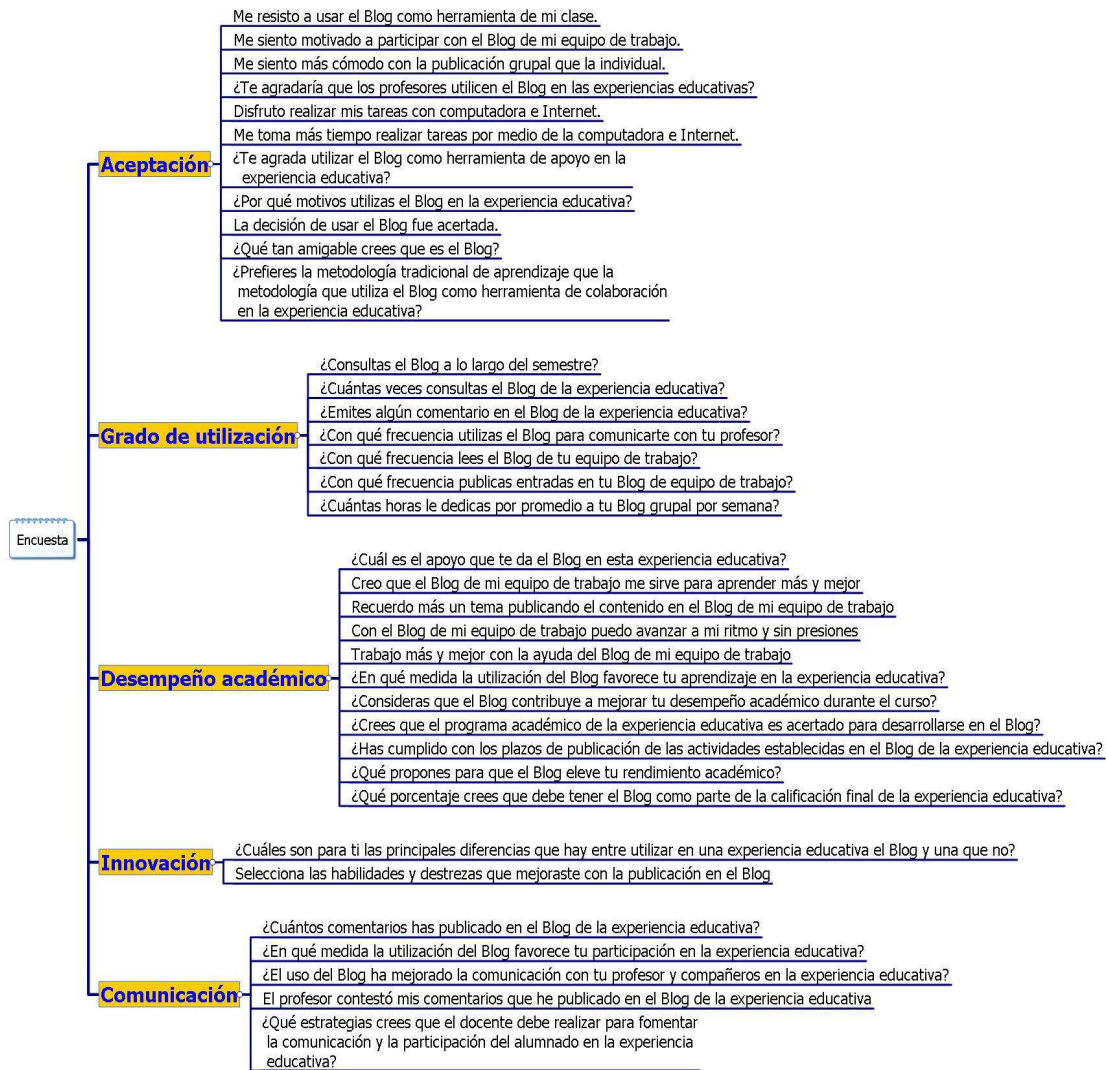 Encuesta
Aceptación
Me resisto a usar el Blog como herramienta de mi clase.
Me siento motivado a participar con el Blog de mi equipo de trabajo.
Me siento más cómodo con la publicación grupal que la individual.
¿Te agradaría que los profesores utilicen el Blog en las experiencias educativas?
Disfruto realizar mis tareas con computadora e Internet.
Me toma más tiempo realizar tareas por medio de la computadora e Internet.
¿Te agrada utilizar el Blog como herramienta de apoyo en la
experiencia educativa?
¿Por qué motivos utilizas el Blog en la experiencia educativa?
La decisión de usar el Blog fue acertada.
¿Qué tan amigable crees que es el Blog?
¿Prefieres la metodología tradicional de aprendizaje que la
metodología que utiliza el Blog como herramienta de colaboración
en la experiencia educativa?
Grado de utilización
¿Consultas el Blog a lo largo del semestre?
¿Cuántas veces consultas el Blog de la experiencia educativa?
¿Emites algún comentario en el Blog de la experiencia educativa?
¿Con qué frecuencia utilizas el Blog para comunicarte con tu profesor?
¿Con qué frecuencia lees el Blog de tu equipo de trabajo?
¿Con qué frecuencia publicas entradas en tu Blog de equipo de trabajo?
¿Cuántas horas le dedicas por promedio a tu Blog grupal por semana?
Desempeño académico
¿Cuál es el apoyo que te da el Blog en esta experiencia educativa?
Creo que el Blog de mi equipo de trabajo me sirve para aprender más y mejor
Recuerdo más un tema publicando el contenido en el Blog de mi equipo de trabajo
Con el Blog de mi equipo de trabajo puedo avanzar a mi ritmo y sin presiones
Trabajo más y mejor con la ayuda del Blog de mi equipo de trabajo
¿En qué medida la utilización del Blog favorece tu aprendizaje en la experiencia educativa?
¿Consideras que el Blog contribuye a mejorar tu desempeño académico durante el curso?
¿Crees que el programa académico de la experiencia educativa es acertado para desarrollarse en el Blog?
¿Has cumplido con los plazos de publicación de las actividades establecidas en el Blog de la experiencia educativa?
¿Qué propones para que el Blog eleve tu rendimiento académico?
¿Qué porcentaje crees que debe tener el Blog como parte de la calificación final de la experiencia educativa?
Innovación
¿Cuáles son para ti las principales diferencias que hay entre utilizar en una experiencia educativa el Blog y una que no?
Selecciona las habilidades y destrezas que mejoraste con la publicación en el Blog
Comunicación
¿Cuántos comentarios has publicado en el Blog de la experiencia educativa?
¿En qué medida la utilización del Blog favorece tu participación en la experiencia educativa?
¿El uso del Blog ha mejorado la comunicación con tu profesor y compañeros en la experiencia educativa?
El profesor contestó mis comentarios que he publicado en el Blog de la experiencia educativa
¿Qué estrategias crees que el docente debe realizar para fomentar
la comunicación y la participación del alumnado en la experiencia
educativa?